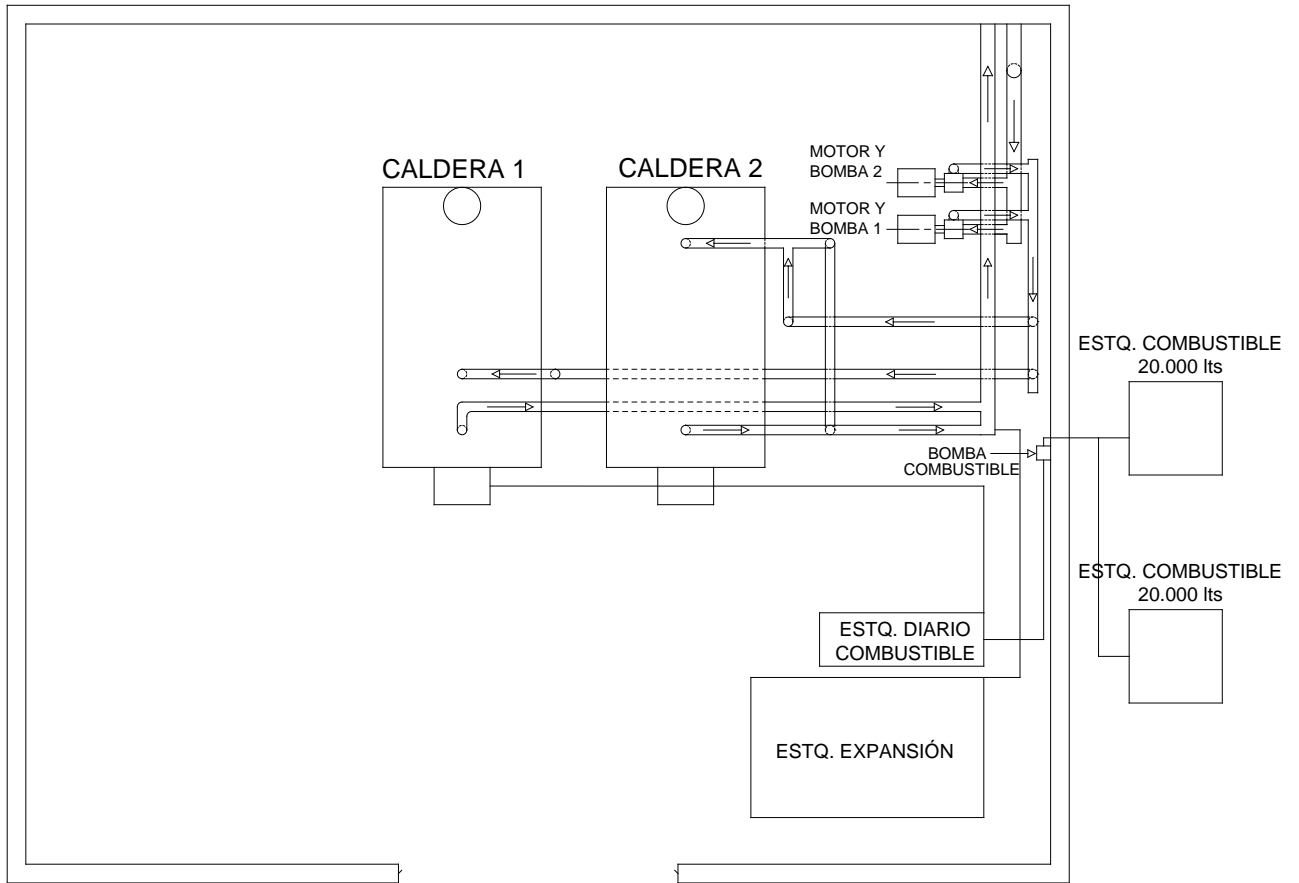 CALDERA 1
CALDERA 2
MOTOR Y
BOMBA 2
MOTOR Y
BOMBA 1
ESTQ. COMBUSTIBLE
20.000 lts
BOMBA
COMBUSTIBLE
ESTQ. COMBUSTIBLE
20.000 lts
ESTQ. DIARIO
COMBUSTIBLE
ESTQ. EXPANSIÓN